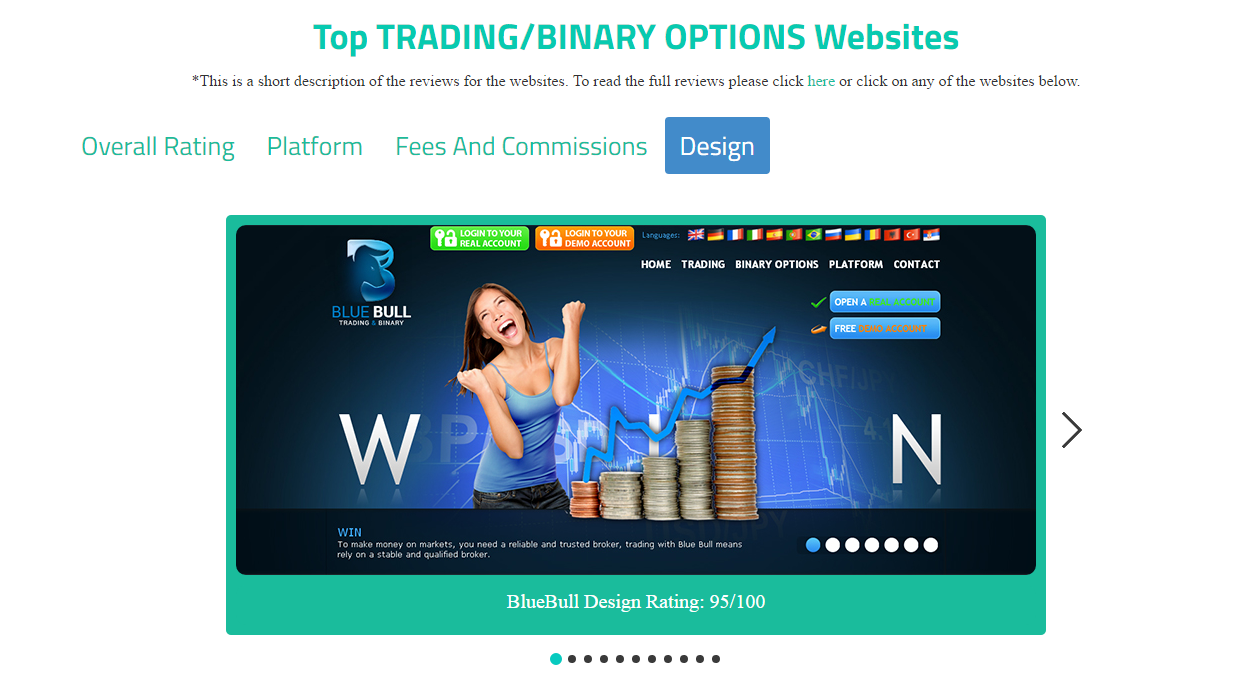 Top TRADING/BINARY OPTIONS Websites
*This is a short description of the reviews for the websites. To read the full reviews please click here or click on any of the websites below.
Overall Rating Platform Fees And Commissions Design
LOGIN TO YOUR
REAL ACCOUNT
LOGIN TO YOUR
DEMO ACCOUNT
Languages:
HOME TRADING BINARY OPTIONS PLATFORM CONTACT
BLUE BULL
TRADING & BINARY
OPEN A REAL ACCOUNT
FREE DEMO ACCOUNT
CHF/JPY
W I N
WIN
To make money on markets, you need a reliable and trusted broker, trading with Blue Bull means
rely on a stable and qualified broker.
BlueBull Design Rating: 95/100